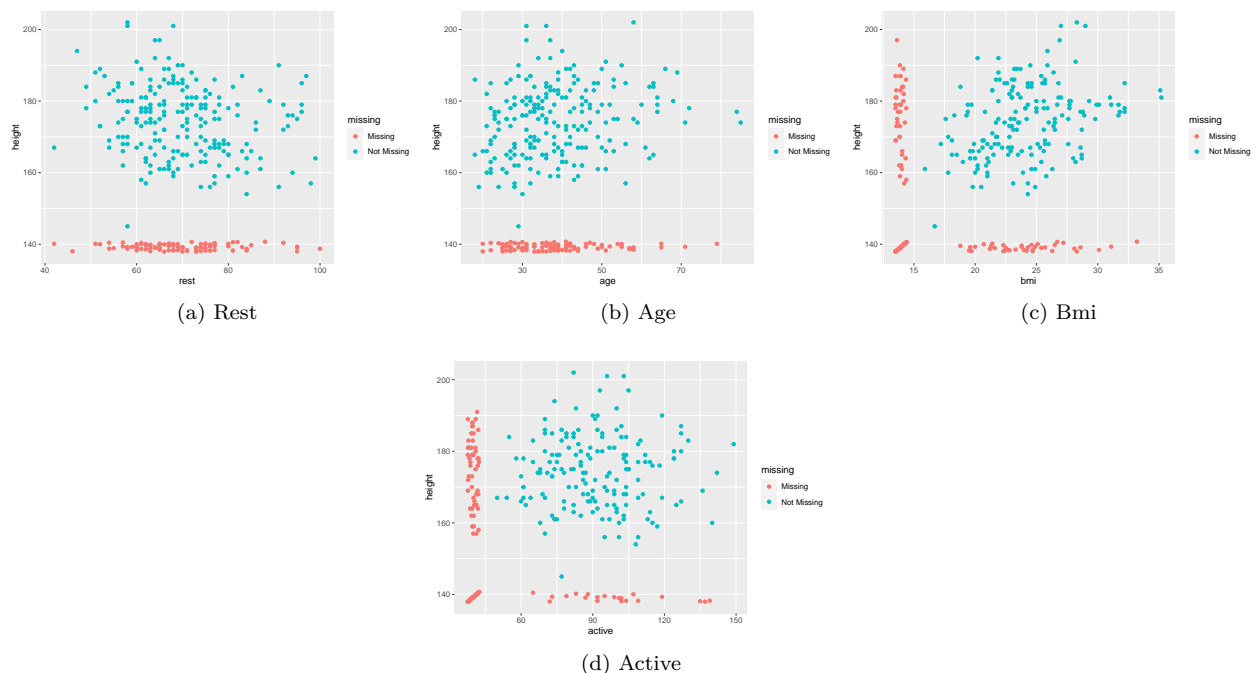 200
180
160
140
height
40
60
80
100
rest
missing
Missing
Not Missing
(a) Rest
200
180
160
140
height
30
50
70
age
missing
Missing
Not Missing
(b) Age
200
180
160
140
height
15
20
25
30
35
bmi
missing
Missing
Not Missing
(c) Bmi
200
180
160
140
height
60
90
120
150
active
missing
Missing
Not Missing
(d) Active